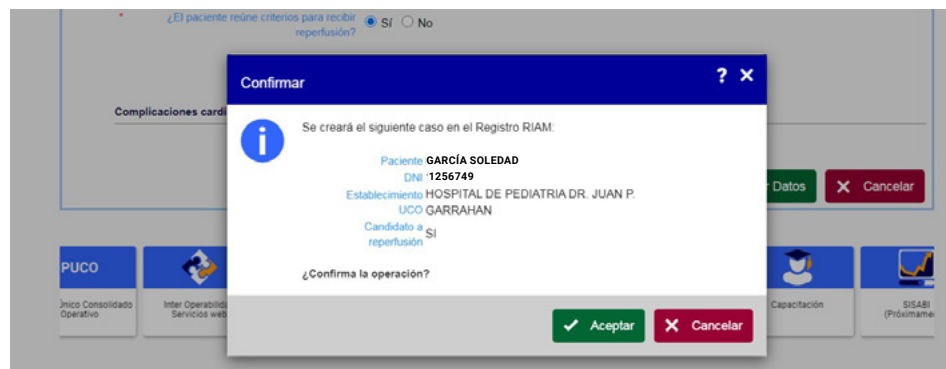 * ¿El paciente reúne criterios para recibir
reperfusión? Sí No
Confirmar ? X
Complicaciones cardi
Se creará el siguiente caso en el Registro RIAM:
Paciente GARCÍA SOLEDAD
DNI 1256749
Establecimiento HOSPITAL DE PEDIATRIA DR. JUAN P.
UCO GARRAHAN
Candidato a
reperfusión SI
Datos X Cancelar
¿Confirma la operación?
PUCO
Único Consolidado
Operativo
Inter Operabilida
Servicios web
Capacitación
SISABI
(Próximame
Aceptar X Cancelar